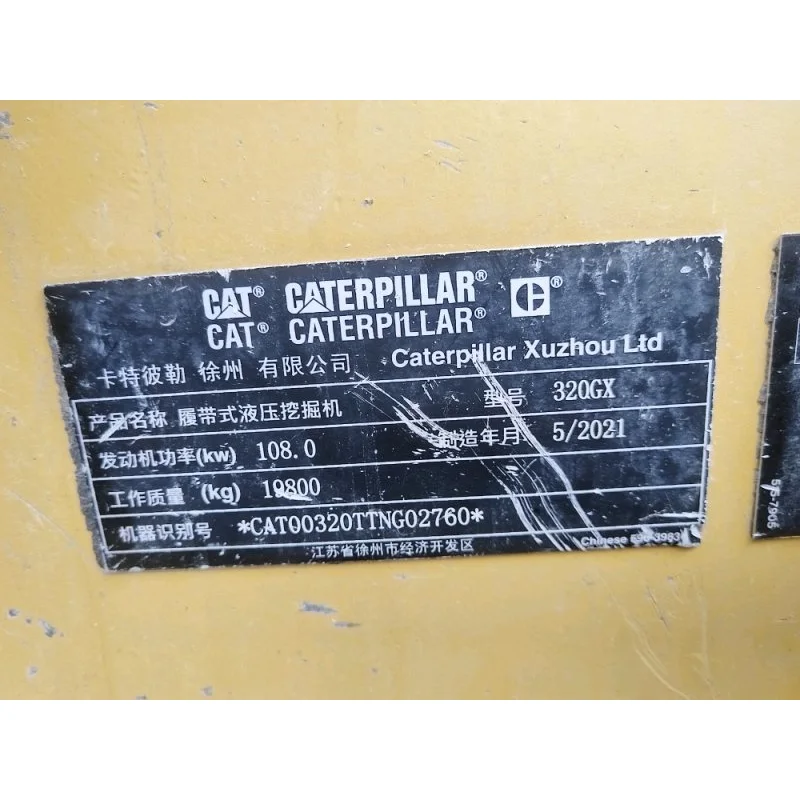 CAT® CATERPILLAR® C®
CAT® CATERPILLAR®
卡特彼勒 徐州 有限公司 Caterpillar Xuzhou Ltd
产品名称 履带式液压挖掘机 型号 320GX
发动机功率(kw) 108.0 制造年月 5/2021
工作质量 (kg) 19800
机器识别号 *CAT00320TTNG02760*
江苏省徐州市经济开发区 Chinese